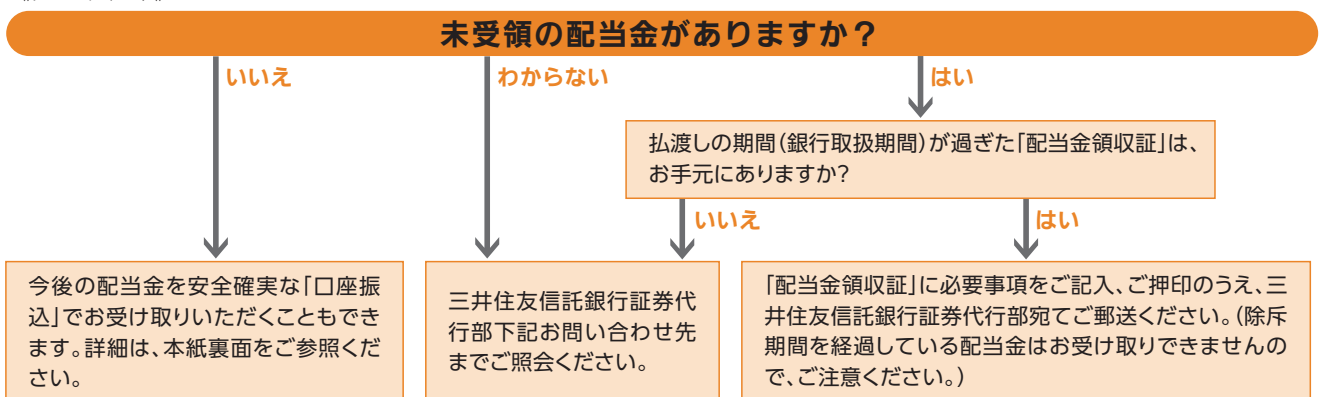 未受領の配当金がありますか？
いいえ
わからない
はい
払渡しの期間(銀行取扱期間)が過ぎた「配当金領収証」は、
お手元にありますか?
いいえ
はい
今後の配当金を安全確実な「口座振
込」でお受け取りいただくこともでき
ます。詳細は、本紙裏面をご参照くだ
さい。
三井住友信託銀行証券代
行部下記お問い合わせ先
までご照会ください。
「配当金領収証」に必要事項をご記入、ご押印のうえ、三
井住友信託銀行証券代行部宛てご郵送ください。(除斥
期間を経過している配当金はお受け取りできませんの
で、ご注意ください。)